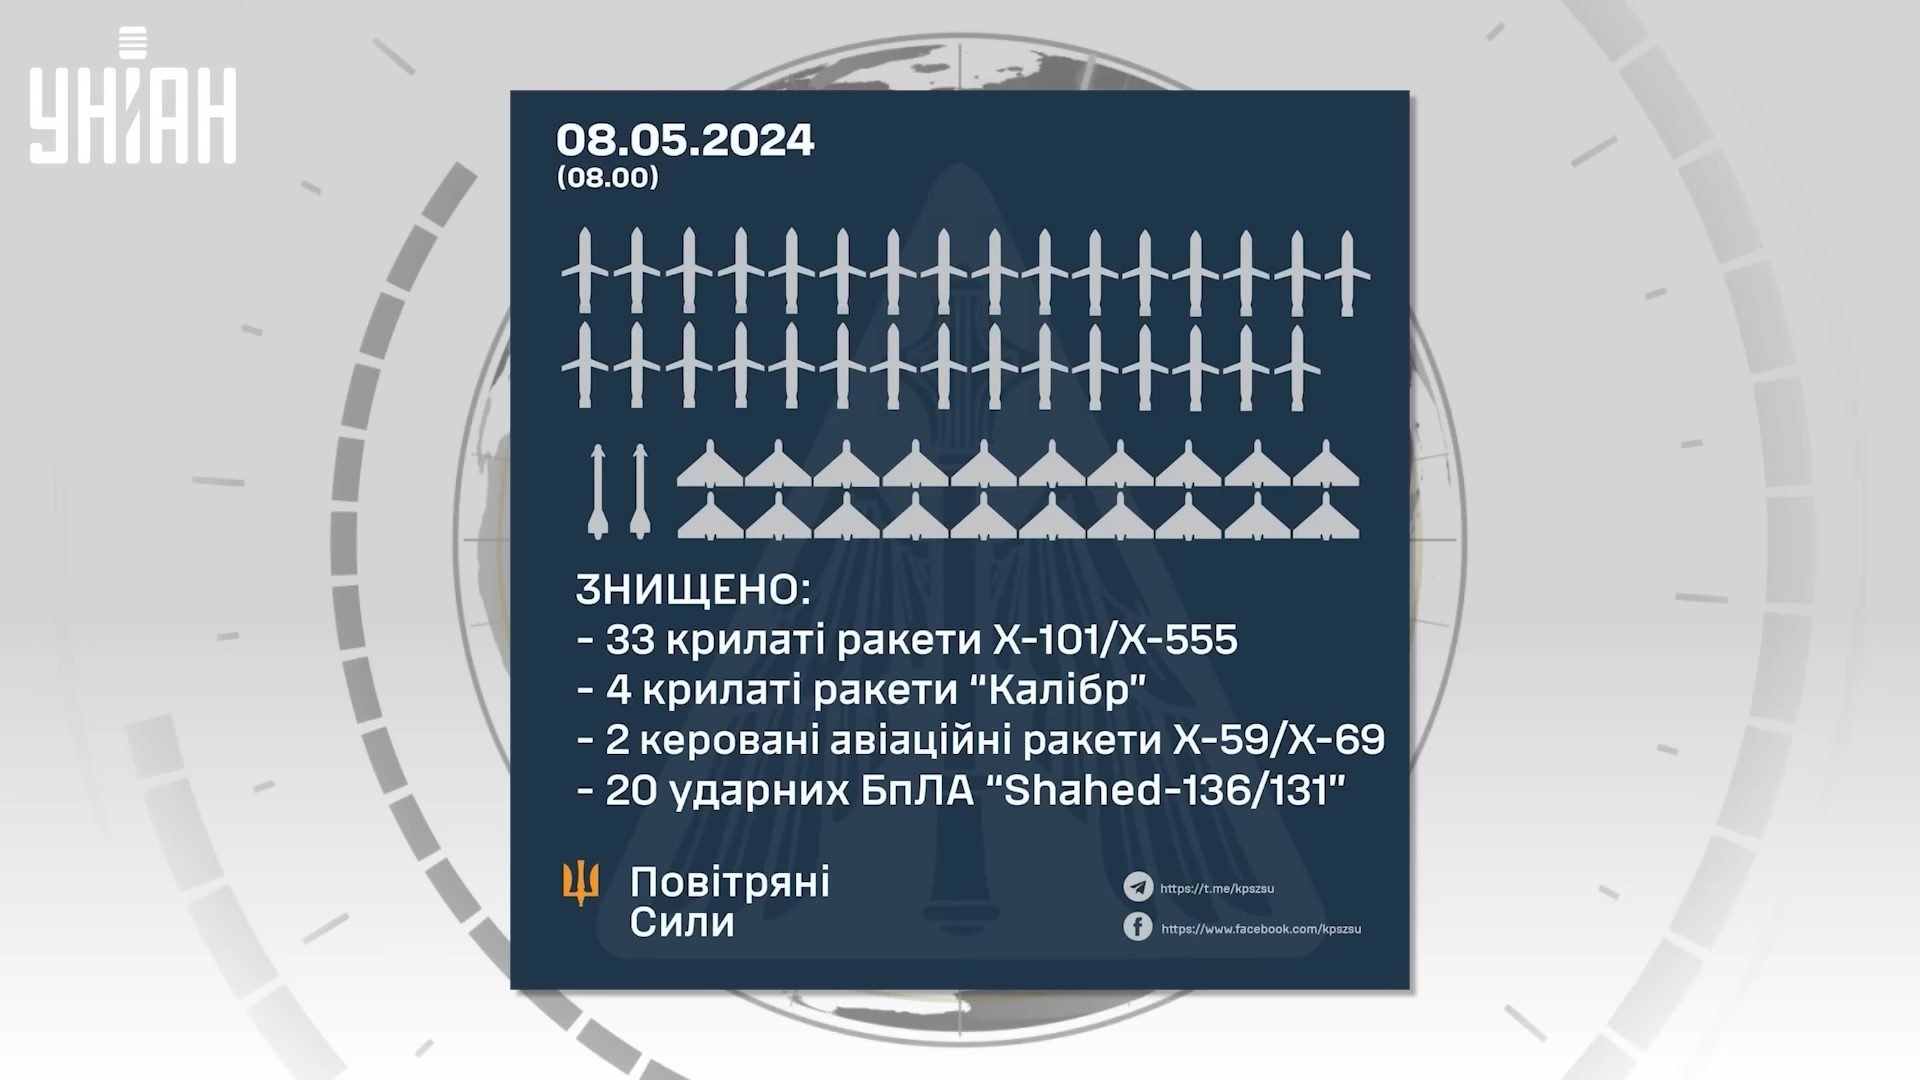 УНІАН
08.05.2024
(08.00)
ЗНИЩЕНО:
- 33 крилаті ракети Х-101/Х-555
- 4 крилаті ракети “Калібр”
- 2 керовані авіаційні ракети Х-59/Х-69
- 20 ударних БпЛА “Shahed-136/131”
Повітряні
Сили
https://t.me/kpszsu
https://www.facebook.com/kpszsu